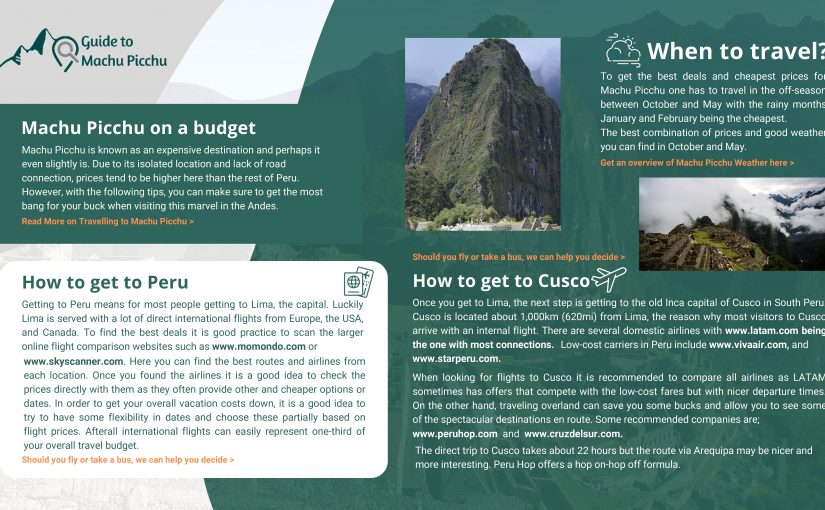 Guide to
Machu Picchu
Machu Picchu on a budget
Machu Picchu is known as an expensive destination and perhaps it
even slightly is. Due to its isolated location and lack of road
connection, prices tend to be higher here than the rest of Peru.
However, with the following tips, you can make sure to get the most
bang for your buck when visiting this marvel in the Andes.
Read More on Travelling to Machu Picchu >
How to get to Peru
Getting to Peru means for most people getting to Lima, the capital. Luckily
Lima is served with a lot of direct international flights from Europe, the USA,
and Canada. To find the best deals it is good practice to scan the larger
online flight comparison websites such as www.momondo.com or
www.skyscanner.com. Here you can find the best routes and airlines from
each location. Once you found the airlines it is a good idea to check the
prices directly with them as they often provide other and cheaper options or
dates. In order to get your overall vacation costs down, it is a good idea to
try to have some flexibility in dates and choose these partially based on
flight prices. Afterall international flights can easily represent one-third of
your overall travel budget.
Should you fly or take a bus, we can help you decide >
When to travel?
To get the best deals and cheapest prices for
Machu Picchu one has to travel in the off-season
between October and May with the rainy months
January and February being the cheapest.
The best combination of prices and good weather
you can find in October and May.
Get an overview of Machu Picchu Weather here >
Should you fly or take a bus, we can help you decide >
How to get to Cusco
Once you get to Lima, the next step is getting to the old Inca capital of Cusco in South Peru
Cusco is located about 1,000km (620mi) from Lima, the reason why most visitors to Cusco
arrive with an internal flight. There are several domestic airlines with www.latam.com being
the one with most connections. Low-cost carriers in Peru include www.vivaair.com, and
www.starperu.com.
When looking for flights to Cusco it is recommended to compare all airlines as LATAM
sometimes has offers that compete with the low-cost fares but with nicer departure times
On the other hand, traveling overland can save you some bucks and allow you to see some
of the spectacular destinations en route. Some recommended companies are;
www.peruhop.com and www.cruzdelsur.com.
The direct trip to Cusco takes about 22 hours but the route via Arequipa may be nicer and
more interesting. Peru Hop offers a hop on-hop off formula.